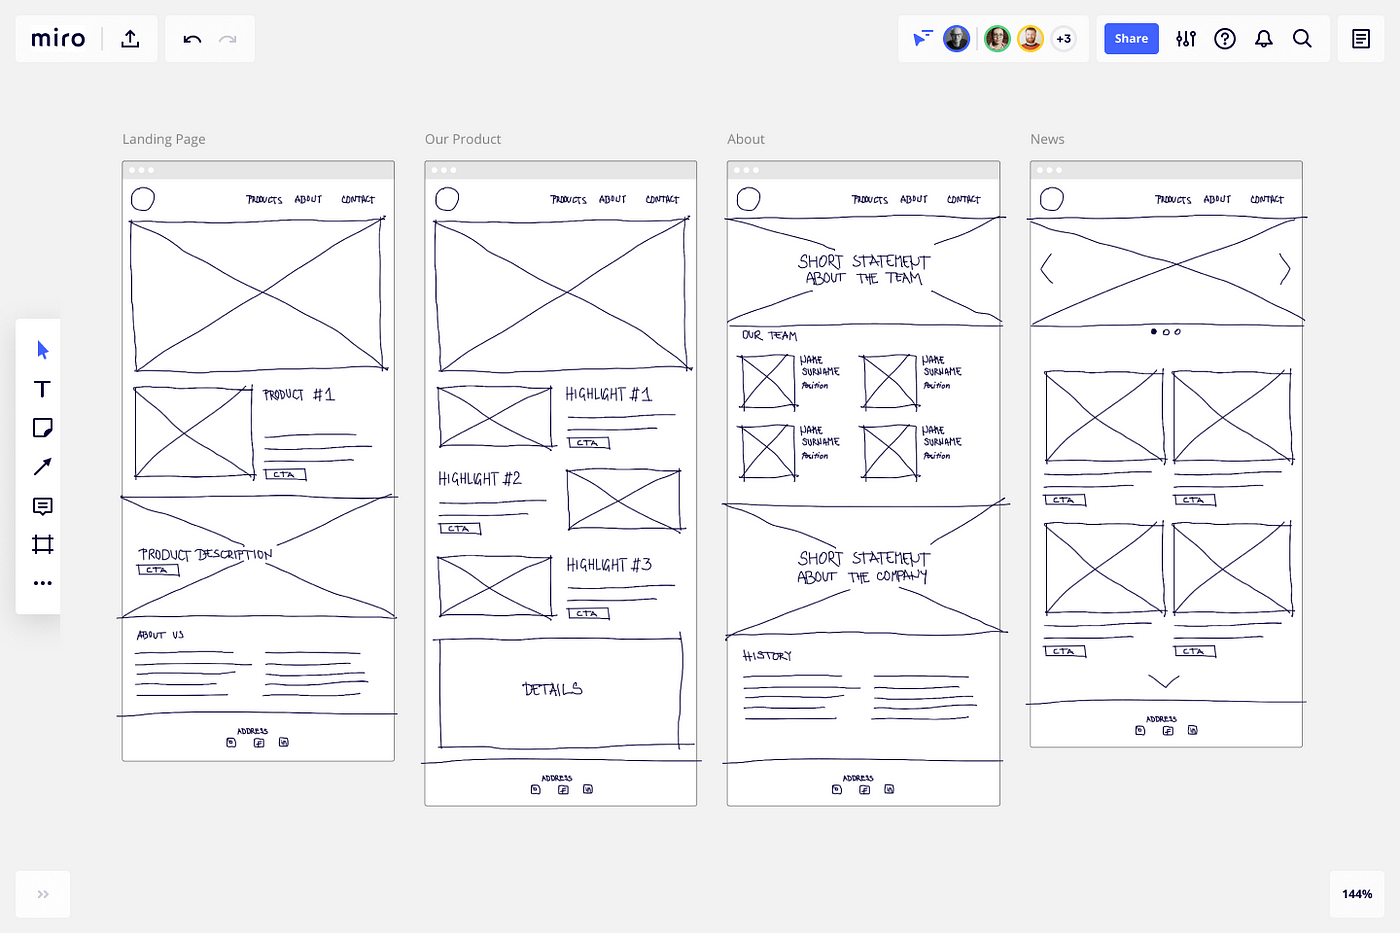 miro
+3
Share
Landing Page
PRODUCTS ABOUT CONTACT
PRODUCT #1
CTA
PRODUCT DESCRIPTION
CTA
ABOUT US
ADDRESS
Our Product
PRODUCTS ABOUT CONTACT
HIGHLIGHT #1
CTA
HIGHLIGHT #2
CTA
HIGHLIGHT #3
CTA
DETAILS
ADDRESS
About
PRODUCTS ABOUT CONTACT
SHORT STATEMENT
ABOUT THE TEAM
OUR TEAM
NAME
SURNAME
Position
NAME
SURNAME
Position
NAME
SURNAME
Position
NAME
SURNAME
Position
SHORT STATEMENT
ABOUT THE COMPANY
HISTORY
ADDRESS
News
PRODUCTS ABOUT CONTACT
CTA
CTA
CTA
CTA
ADDRESS
144%